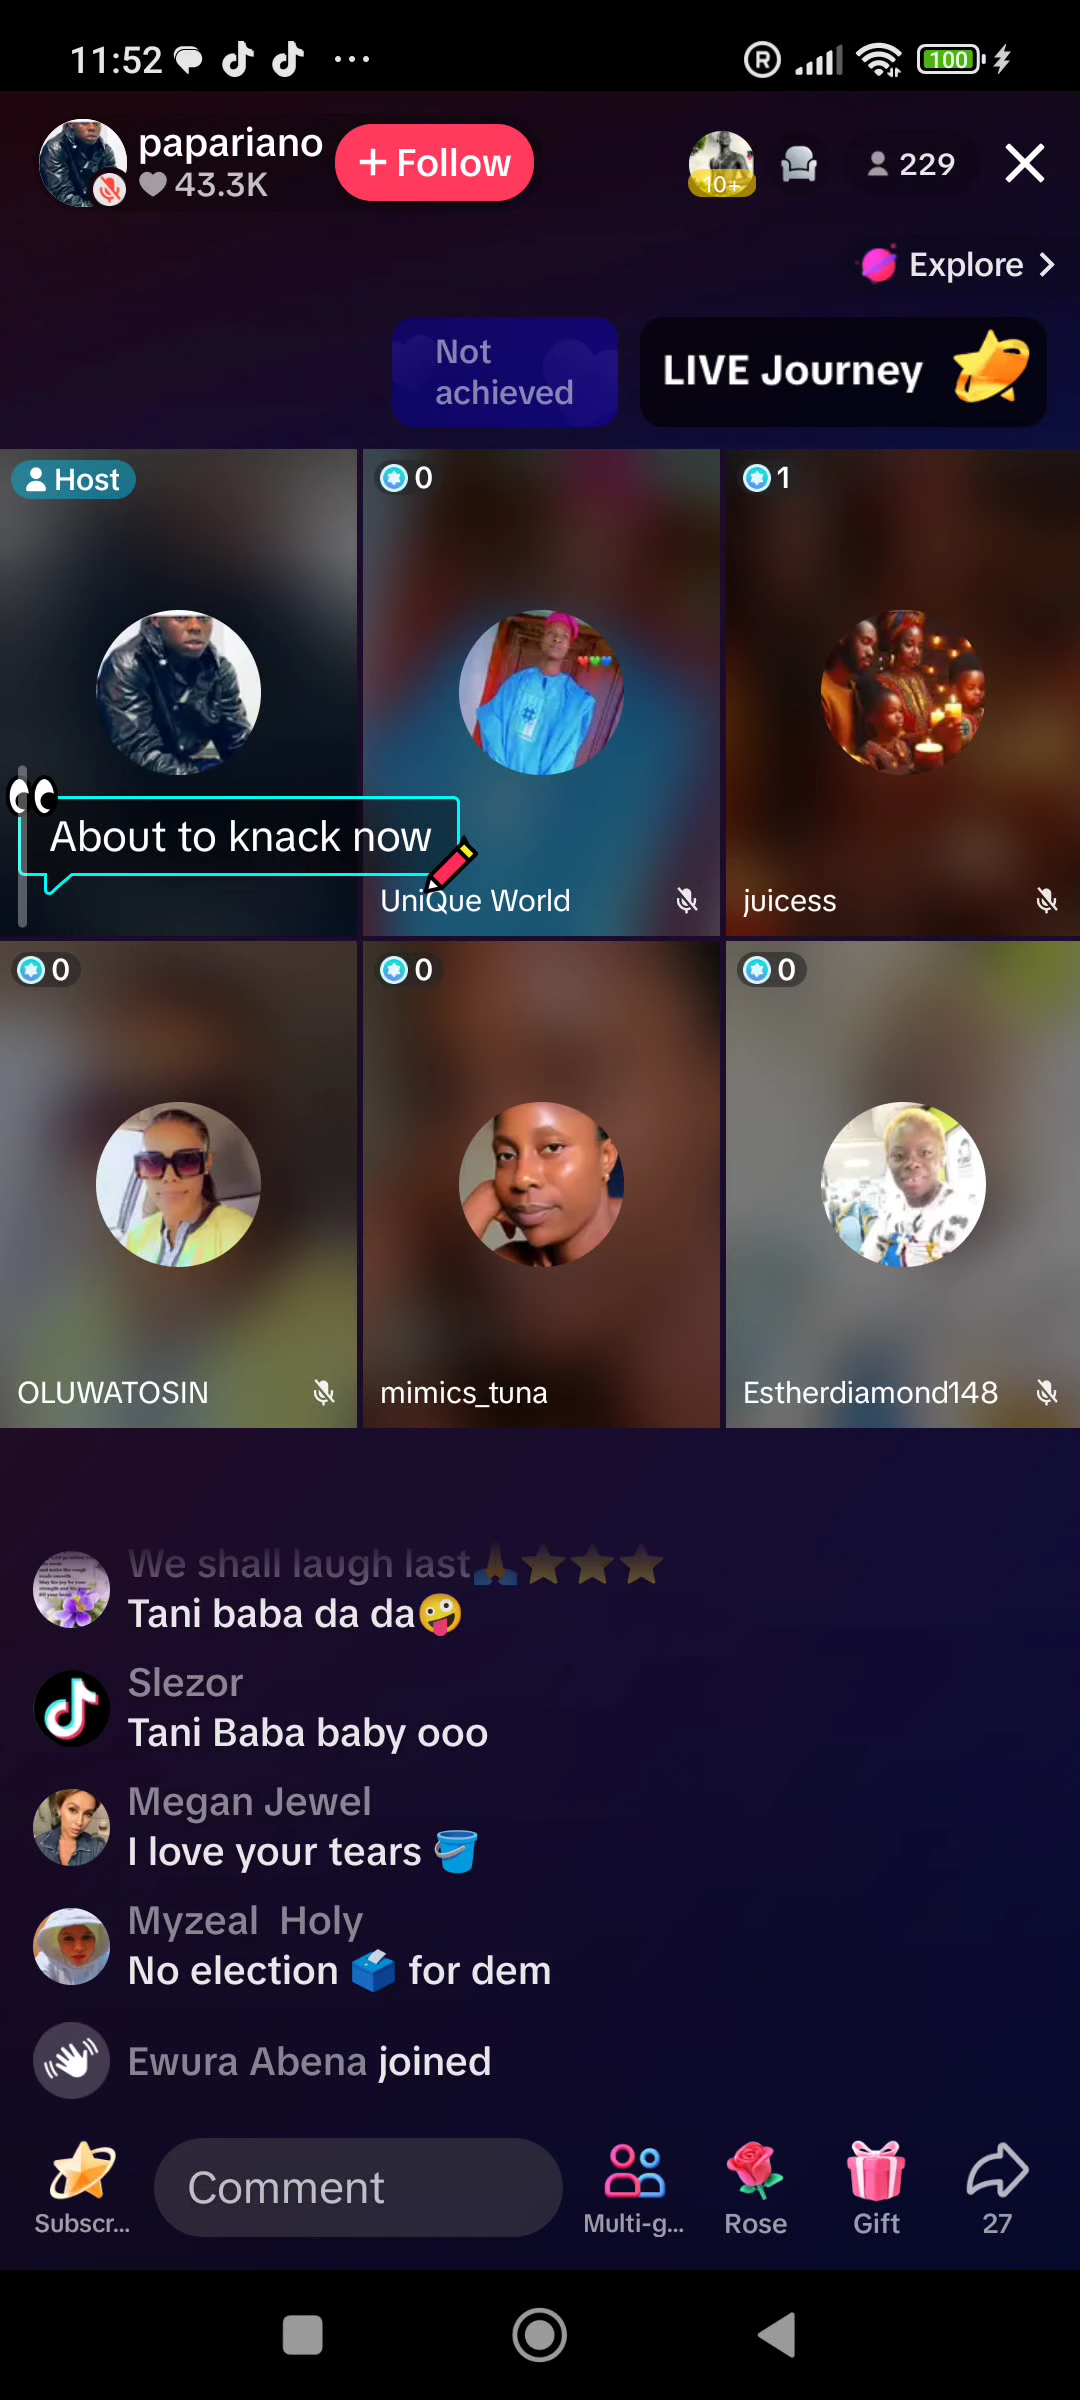 11:52
100
papariano
43.3K
+ Follow
10+
229
Explore
Not
achieved
LIVE Journey
Host
0
1
About to knack now
UniQue World
juicess
0
0
0
OLUWATOSIN
mimics_tuna
Estherdiamond148
We shall laugh last🙏⭐⭐⭐
Tani baba da da🤪
Slezor
Tani Baba baby ooo
Megan Jewel
I love your tears 🪣
Myzeal Holy
No election 🗳️ for dem
Ewura Abena joined
Comment
Subscr...
Multi-g...
Rose
Gift
27